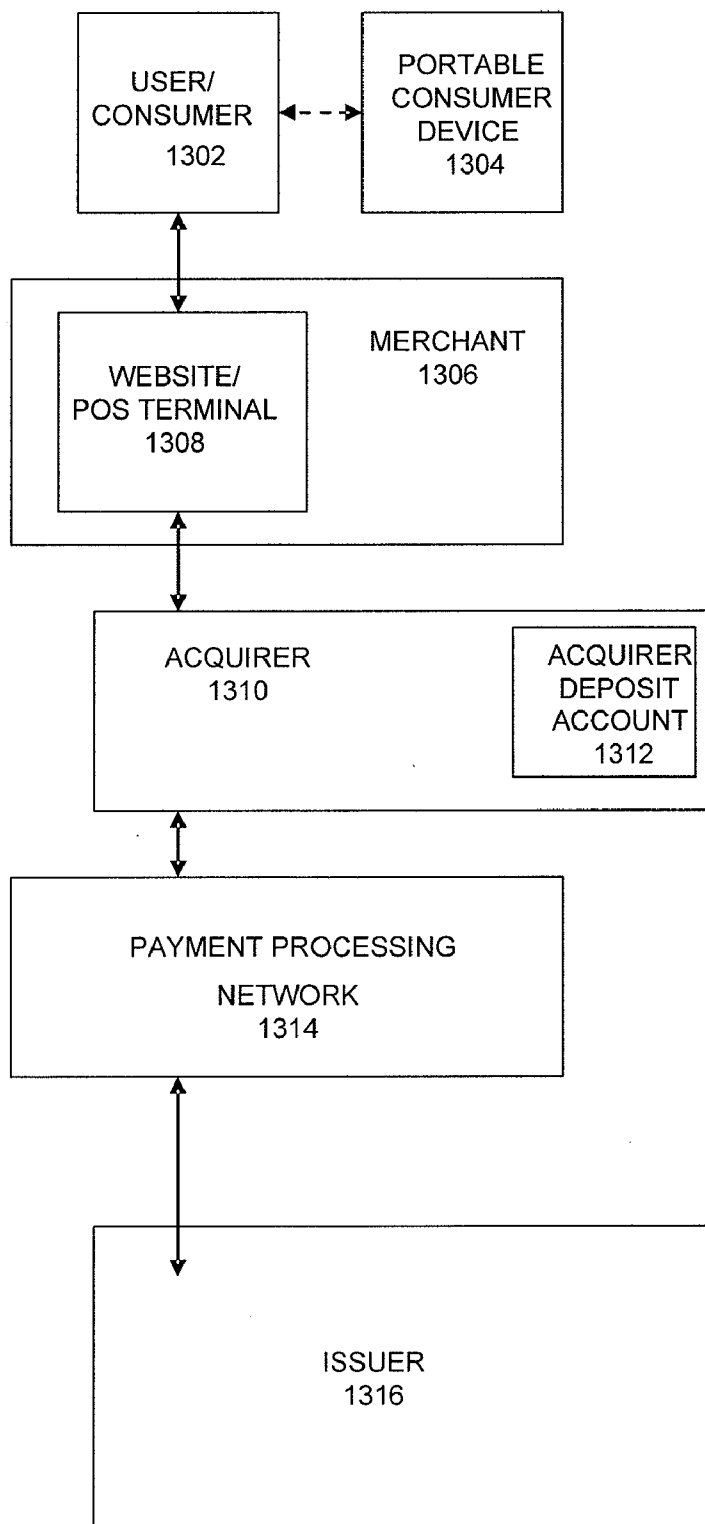 USER/
CONSUMER
1302
PORTABLE
CONSUMER
DEVICE
1304
MERCHANT
1306
WEBSITE/
POS TERMINAL
1308
ACQUIRER
1310
ACQUIRER
DEPOSIT
ACCOUNT
1312
PAYMENT PROCESSING
NETWORK
1314
ISSUER
1316